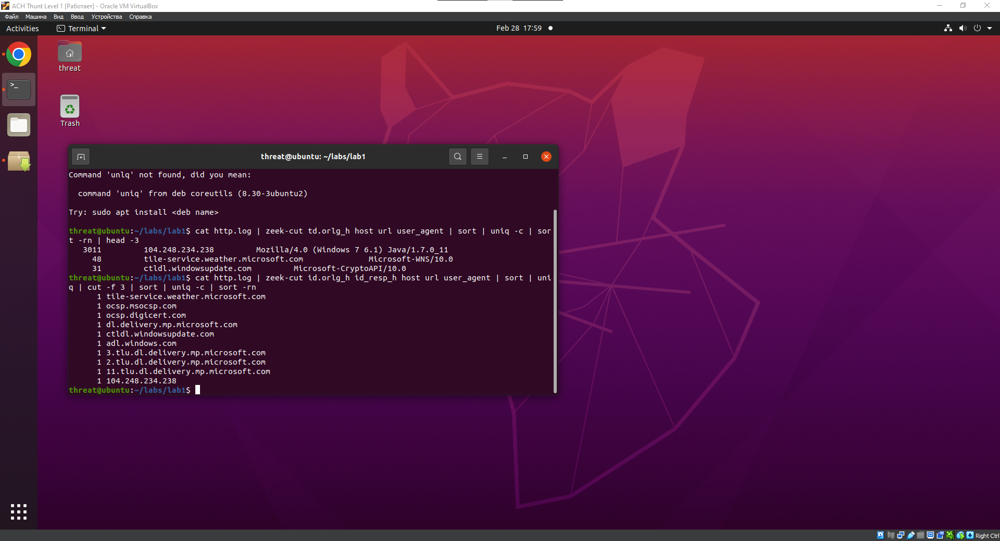 ACH Thunt Level 1 [Работает] - Oracle VM VirtualBox
Файл Машина Вид Ввод Устройства Справка
Activities Terminal Feb 28 17:59
threat
Trash
threat@ubuntu: ~/labs/lab1
Command 'unlq' not found, did you mean:
command 'uniq' from deb coreutils (8.30-3ubuntu2)
Try: sudo apt install <deb name>
threat@ubuntu:~/labs/lab1$ cat http.log | zeek-cut td.orlg_h host url user_agent | sort | uniq -c | sor
t -rn | head -3
3011 104.248.234.238 Mozilla/4.0 (Windows 7 6.1) Java/1.7.0_11
48 tile-service.weather.microsoft.com Microsoft-WNS/10.0
31 ctldl.windowsupdate.com Microsoft-CryptoAPI/10.0
threat@ubuntu:~/labs/lab1$ cat http.log | zeek-cut id.orlg_h id_resp_h host url user_agent | sort | uni
q | cut -f 3 | sort | uniq -c | sort -rn
1 tile-service.weather.microsoft.com
1 ocsp.msocsp.com
1 ocsp.digicert.com
1 dl.delivery.mp.microsoft.com
1 ctldl.windowsupdate.com
1 adl.windows.com
1 3.tlu.dl.delivery.mp.microsoft.com
1 2.tlu.dl.delivery.mp.microsoft.com
1 11.tlu.dl.delivery.mp.microsoft.com
1 104.248.234.238
threat@ubuntu:~/labs/lab1$
Right Ctrl